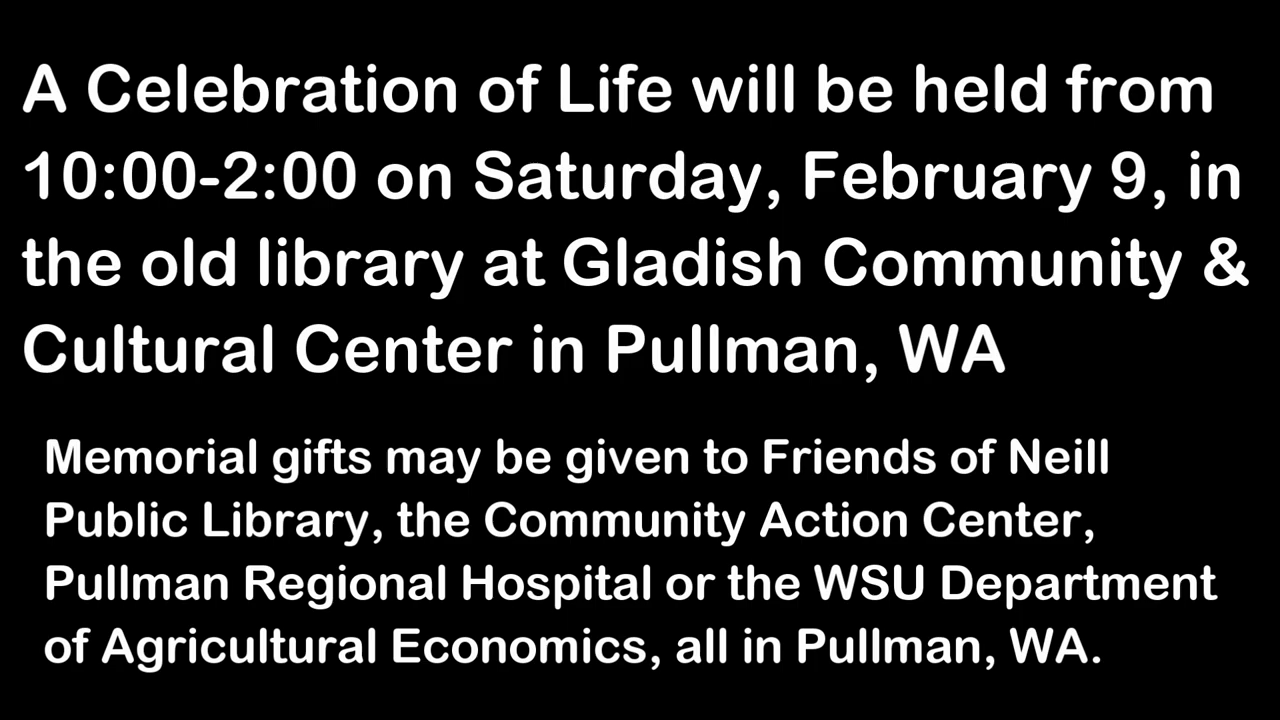 A Celebration of Life will be held from
10:00-2:00 on Saturday, February 9, in
the old library at Gladish Community &
Cultural Center in Pullman, WA
Memorial gifts may be given to Friends of Neill
Public Library, the Community Action Center,
Pullman Regional Hospital or the WSU Department
of Agricultural Economics, all in Pullman, WA.